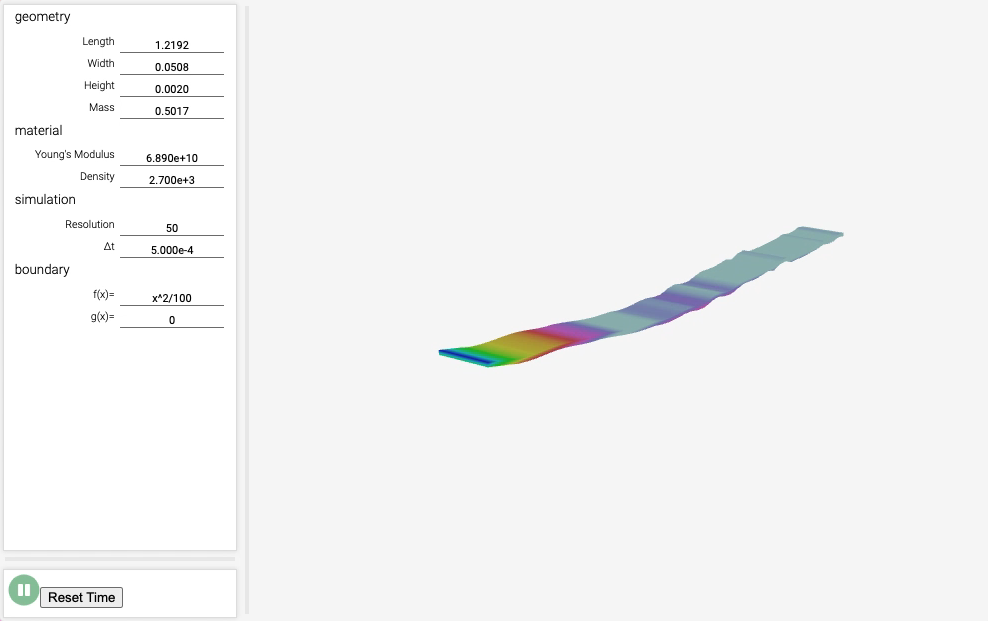 geometry
Length 1.2192
Width 0.0508
Height 0.0020
Mass 0.5017
material
Young's Modulus 6.890e+10
Density 2.700e+3
simulation
Resolution 50
Δt 5.000e-4
boundary
f(x)= x^2/100
g(x)= 0
Reset Time